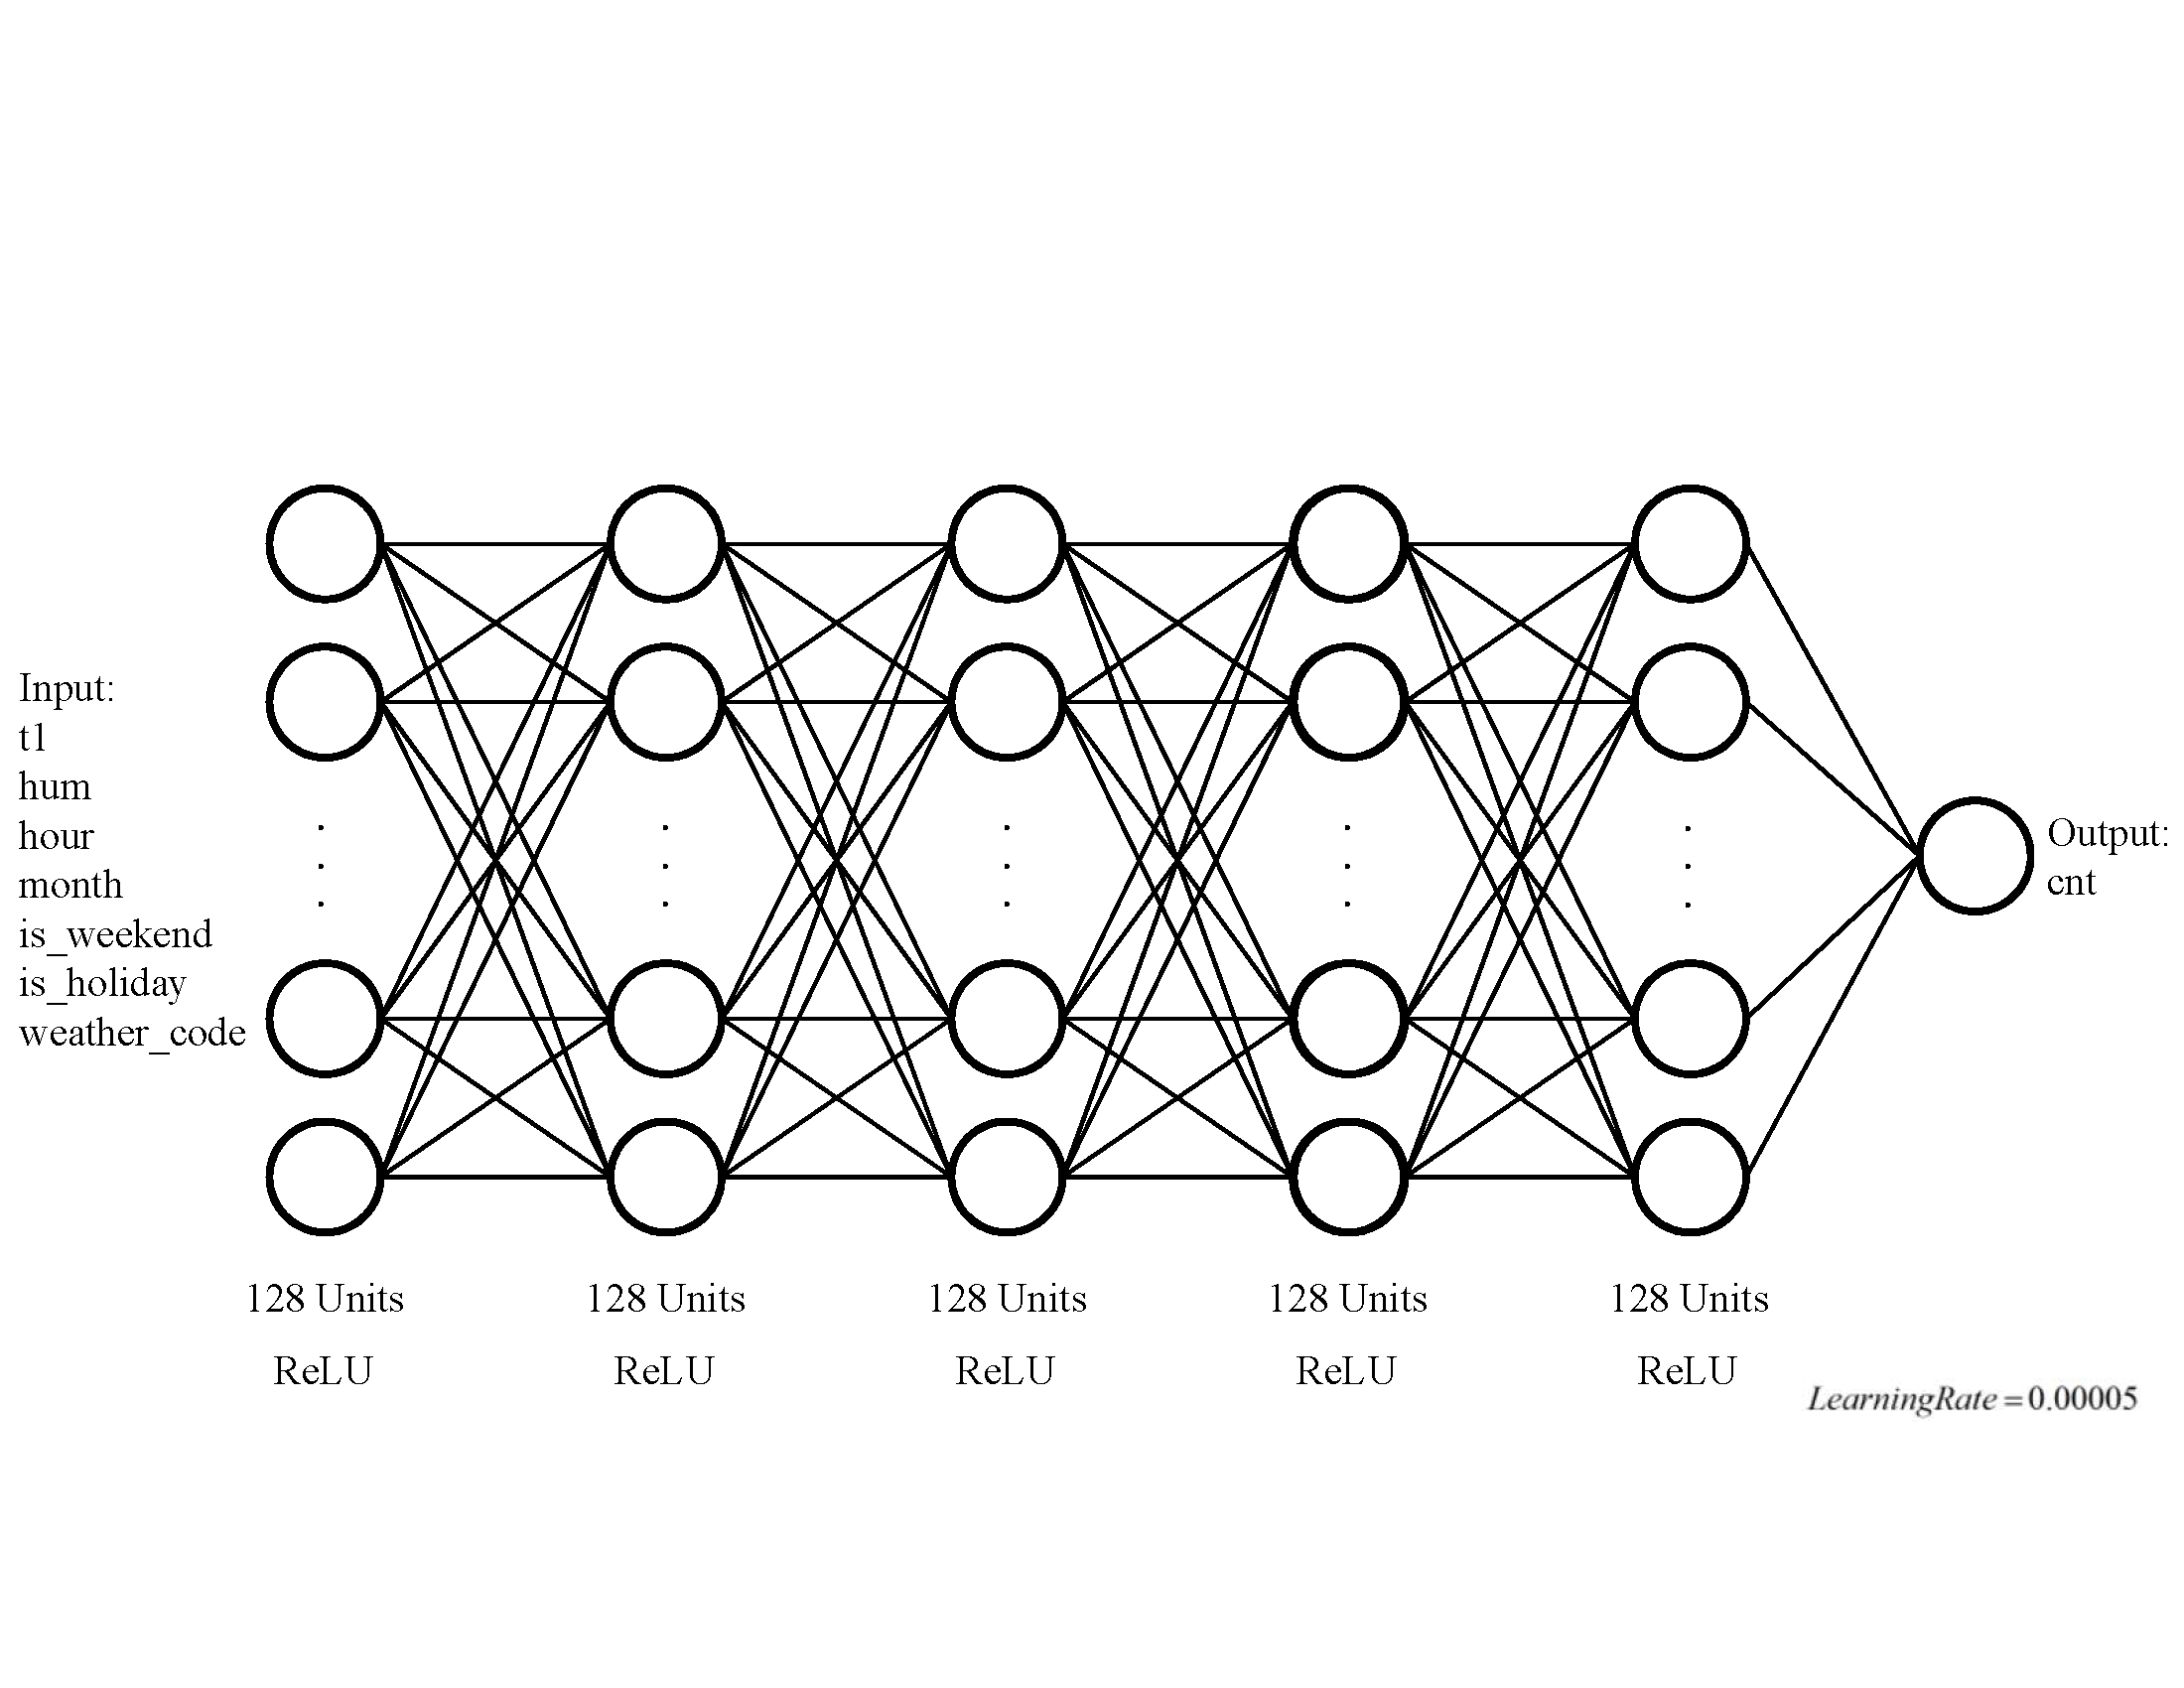 Input:
t1
hum
hour
month
is_weekend
is_holiday
weather_code
Output:
cnt
128 Units
ReLU
128 Units
ReLU
128 Units
ReLU
128 Units
ReLU
128 Units
ReLU
LearningRate = 0.00005